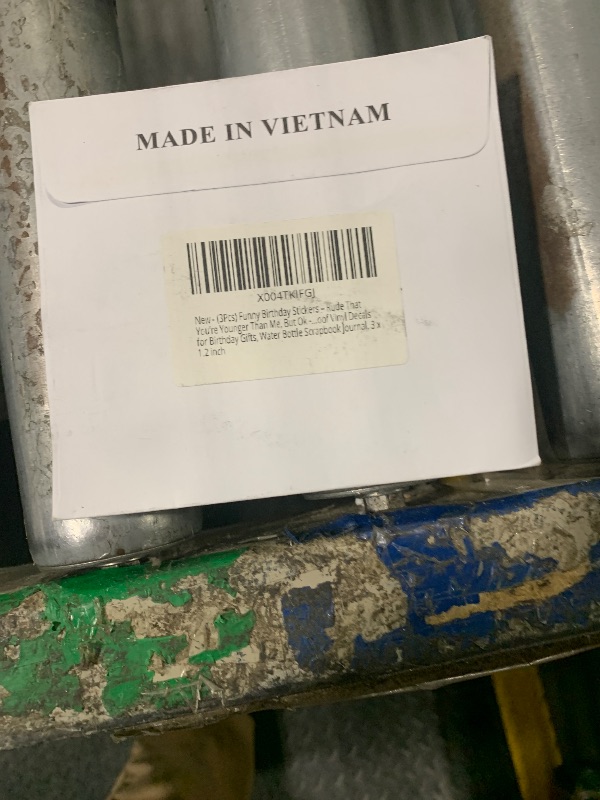 MADE IN VIETNAM
X004TKIFGJ
New - (3Pcs) Funny Birthday Stickers – Rude That
You're Younger Than Me, But Ok -...oof Vinyl Decals
for Birthday Gifts, Water Bottle Scrapbook Journal, 3 x
1.2 inch